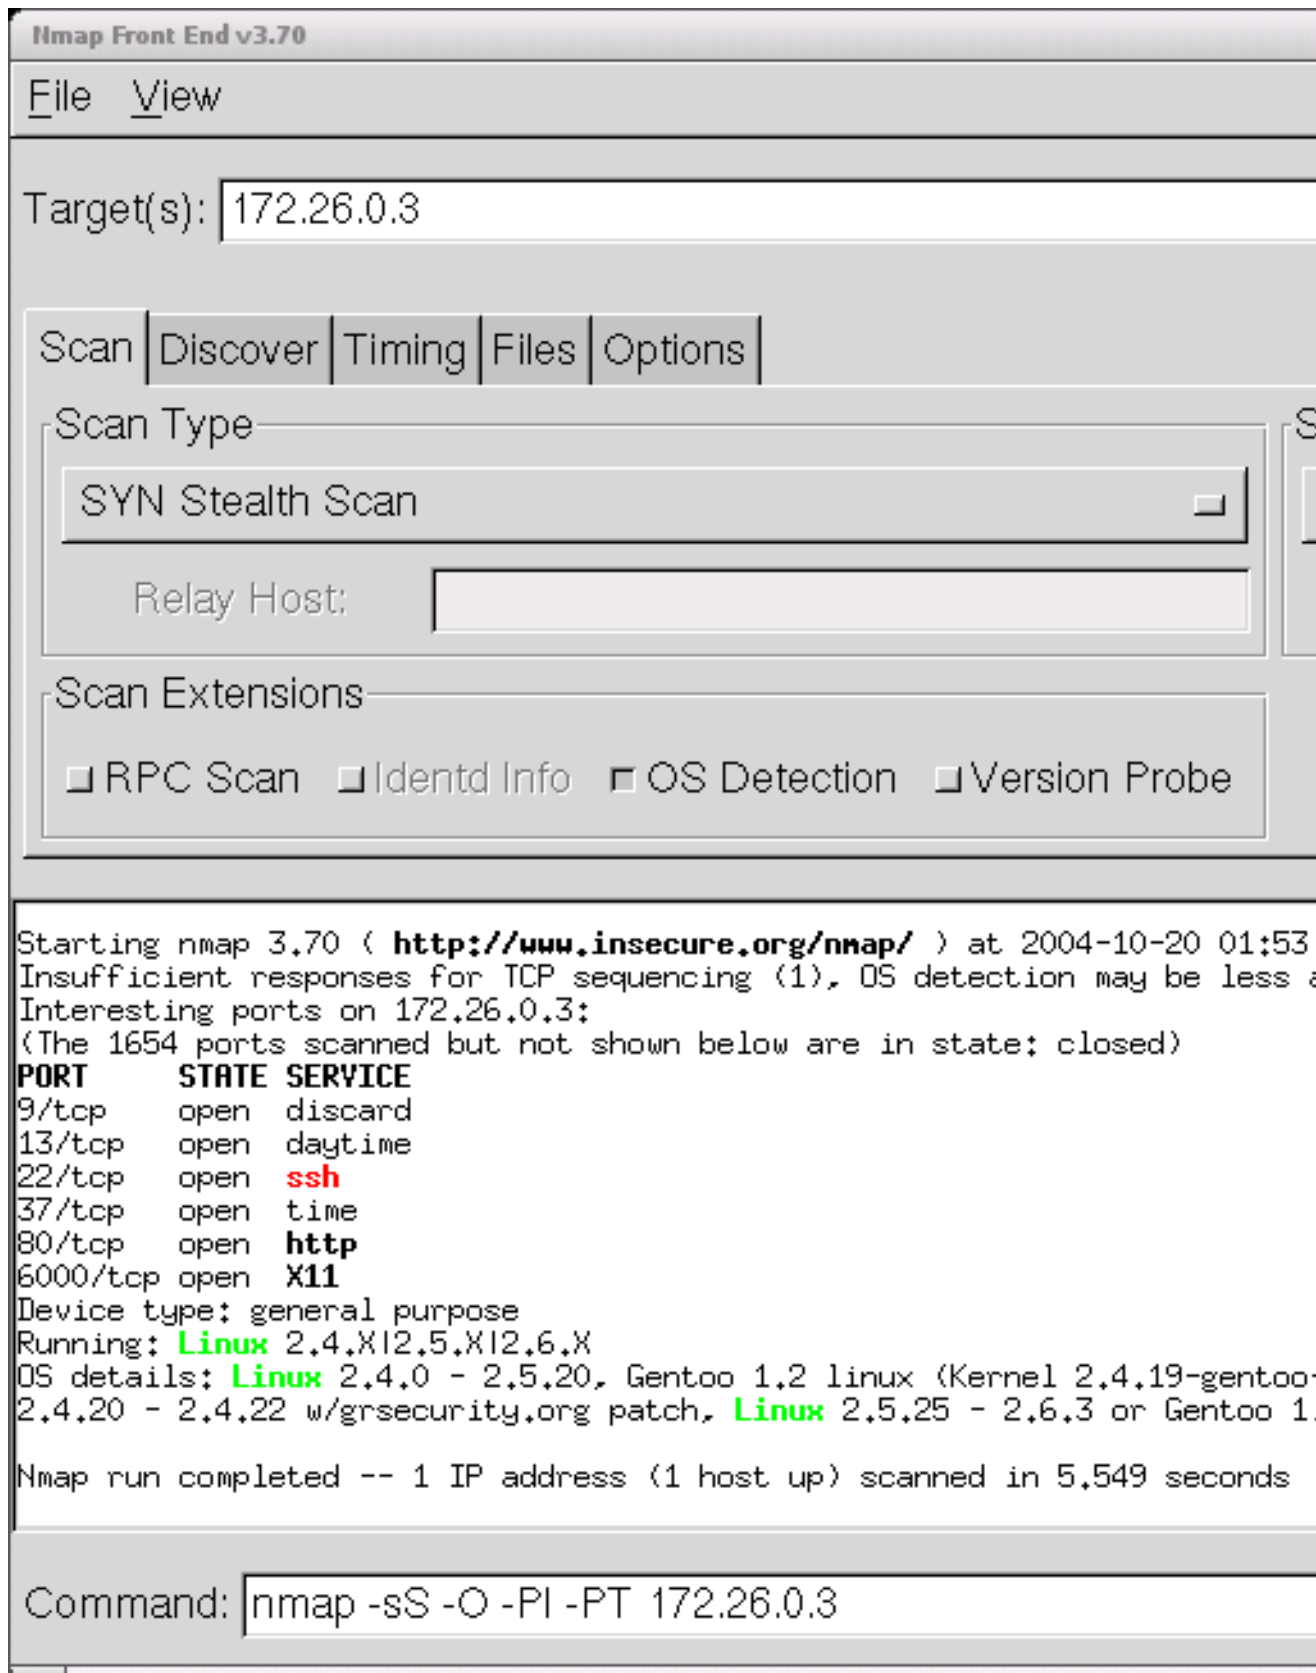 Nmap Front End v3.70
File View
Target(s): 172.26.0.3
Scan Discover Timing Files Options
Scan Type
S
SYN Stealth Scan
Relay Host:
Scan Extensions
RPC Scan Identd Info OS Detection Version Probe
Starting nmap 3.70 ( http://www.insecure.org/nmap/ ) at 2004-10-20 01:53
Insufficient responses for TCP sequencing (1), OS detection may be less
Interesting ports on 172.26.0.3:
(The 1654 ports scanned but not shown below are in state: closed)
PORT STATE SERVICE
9/tcp open discard
13/tcp open daytime
22/tcp open ssh
37/tcp open time
80/tcp open http
6000/tcp open X11
Device type: general purpose
Running: Linux 2.4.X|2.5.X|2.6.X
OS details: Linux 2.4.0 - 2.5.20, Gentoo 1.2 linux (Kernel 2.4.19-gentoo-
2.4.20 - 2.4.22 w/grsecurity.org patch, Linux 2.5.25 - 2.6.3 or Gentoo 1.
Nmap run completed -- 1 IP address (1 host up) scanned in 5.549 seconds
Command: nmap -sS -O -PI -PT 172.26.0.3